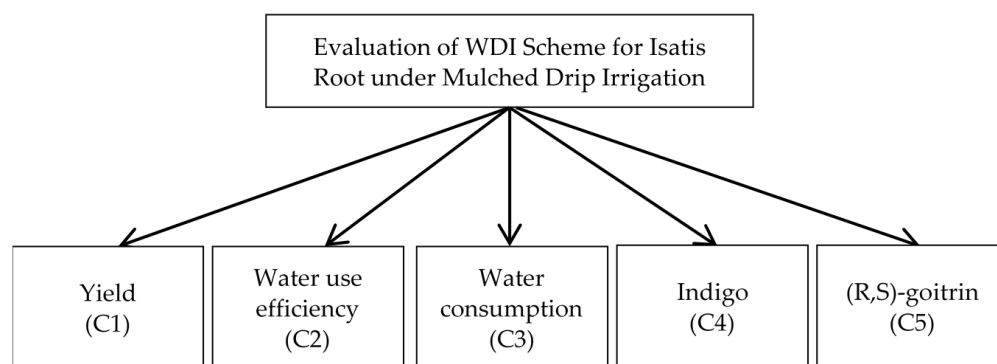 Evaluation of WDI Scheme for Isatis
Root under Mulched Drip Irrigation
Yield
(C1)
Water use
efficiency
(C2)
Water
consumption
(C3)
Indigo
(C4)
(R,S)-goitrin
(C5)